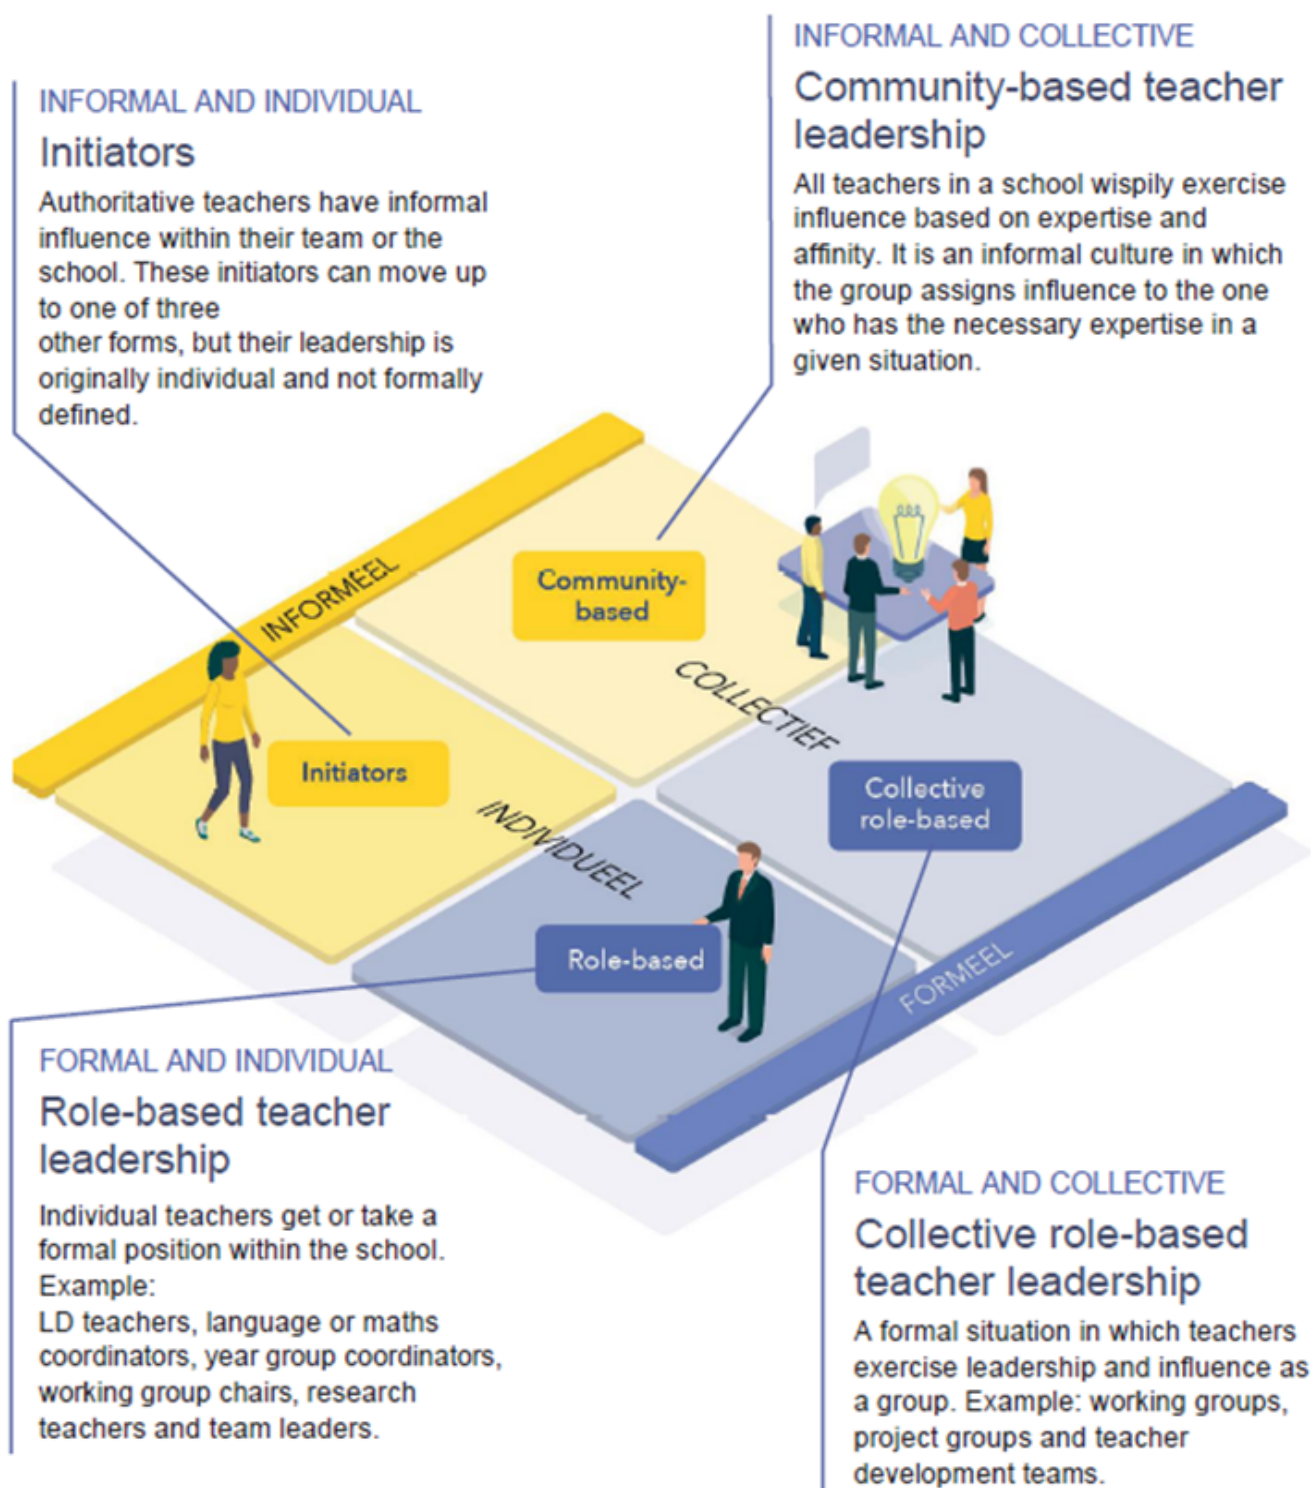 INFORMAL AND INDIVIDUAL
Initiators
Authoritative teachers have informal
influence within their team or the
school. These initiators can move up
to one of three
other forms, but their leadership is
originally individual and not formally
defined.
INFORMAL AND COLLECTIVE
Community-based teacher
leadership
All teachers in a school wispily exercise
influence based on expertise and
affinity. It is an informal culture in which
the group assigns influence to the one
who has the necessary expertise in a
given situation.
INFORMEEL
Community-
based
COLLECTIEF
Initiators
INDIVIDUEEL
Collective
role-based
Role-based
FORMEEL
FORMAL AND INDIVIDUAL
Role-based teacher
leadership
Individual teachers get or take a
formal position within the school.
Example:
LD teachers, language or maths
coordinators, year group coordinators,
working group chairs, research
teachers and team leaders.
FORMAL AND COLLECTIVE
Collective role-based
teacher leadership
A formal situation in which teachers
exercise leadership and influence as
a group. Example: working groups,
project groups and teacher
development teams.